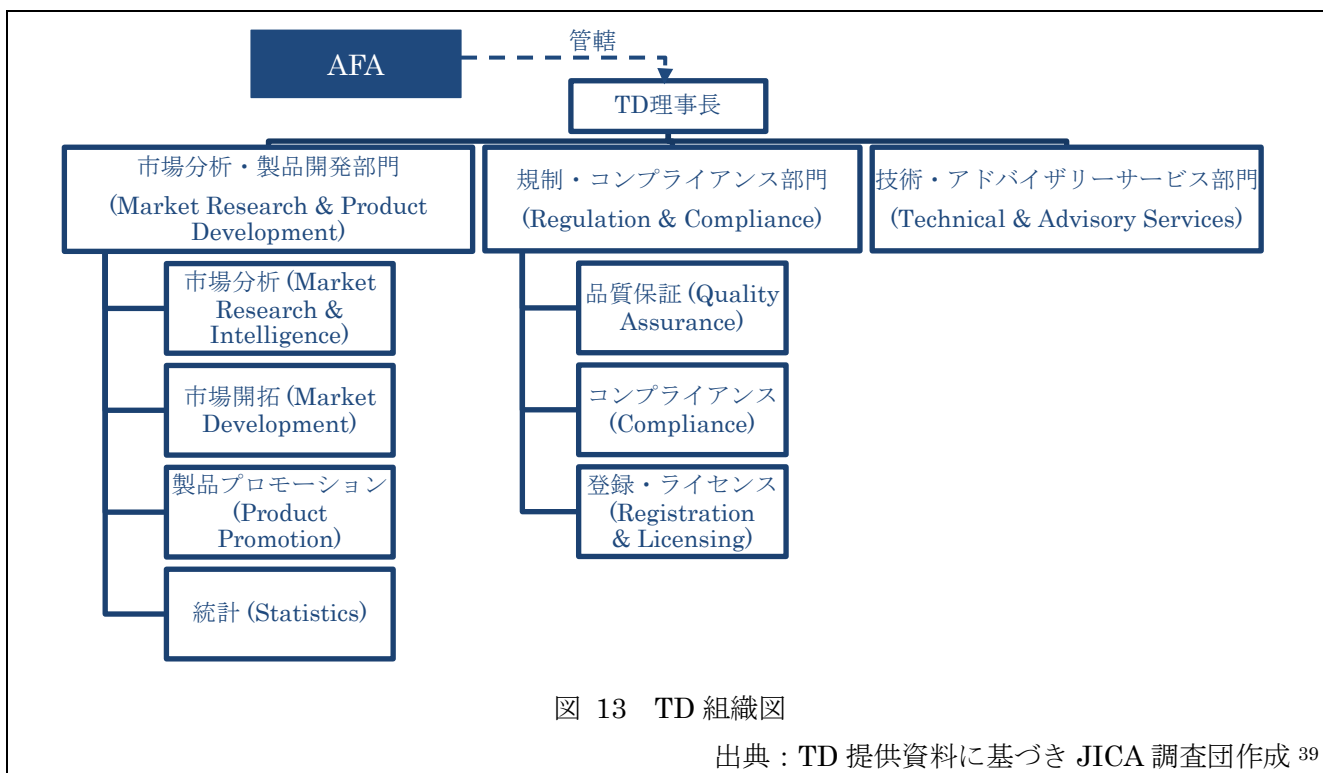 AFA
管轄
TD理事長
市場分析・製品開発部門
(Market Research & Product
Development)
規制・コンプライアンス部門
(Regulation & Compliance)
技術・アドバイザリーサービス部門
(Technical & Advisory Services)
市場分析 (Market
Research &
Intelligence)
市場開拓 (Market
Development)
製品プロモーション
(Product
Promotion)
統計 (Statistics)
品質保証 (Quality
Assurance)
コンプライアンス
(Compliance)
登録・ライセンス
(Registration
& Licensing)
図 13　TD 組織図
出典：TD 提供資料に基づき JICA 調査団作成 39